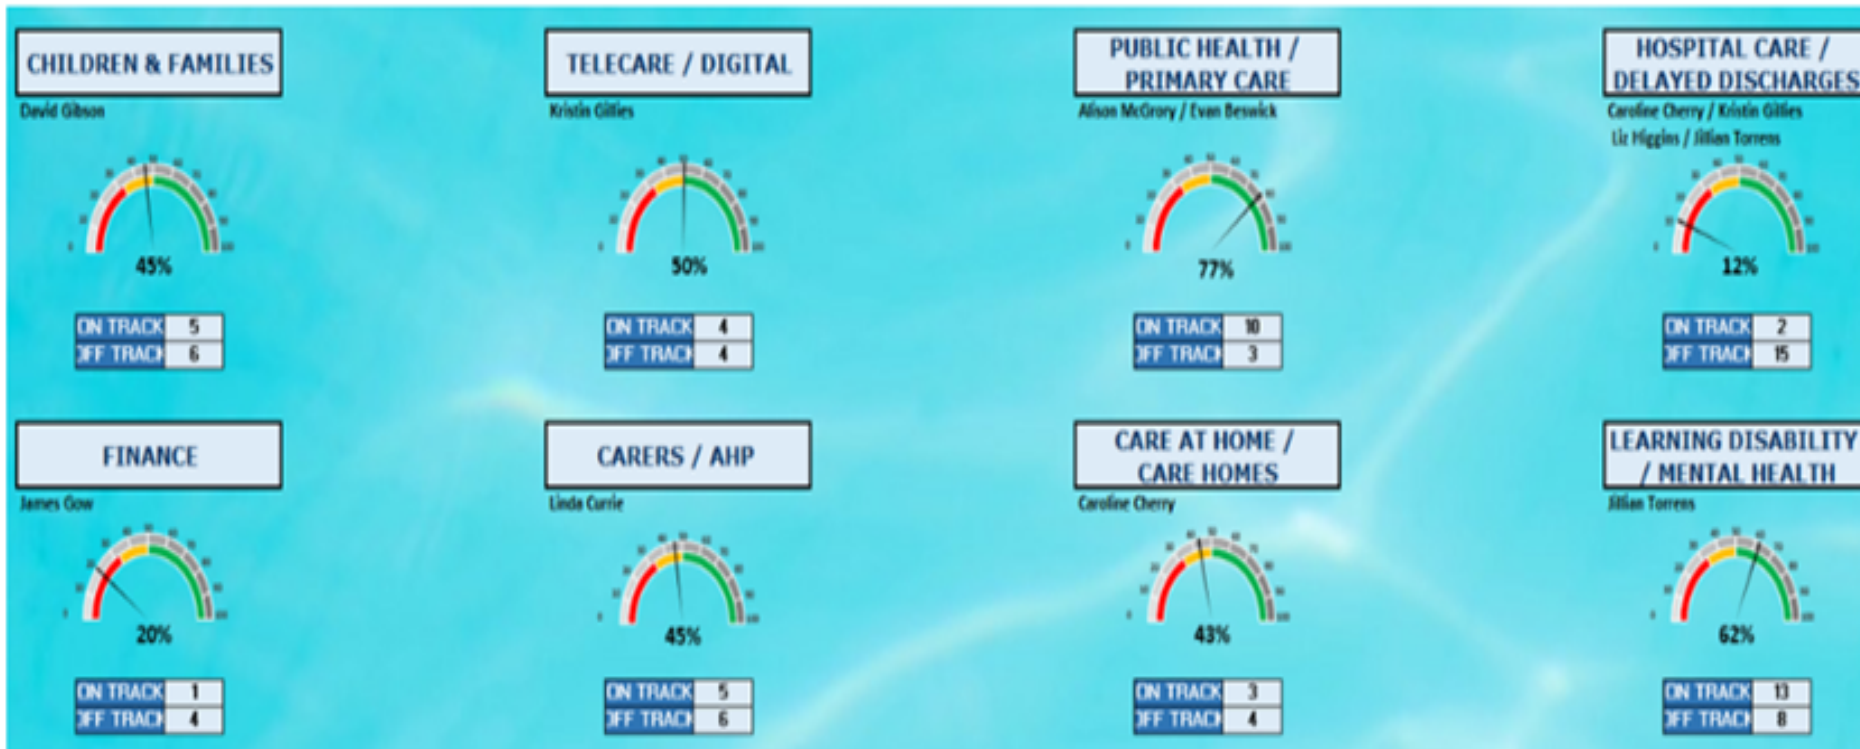 CHILDREN & FAMILIES
David Gibson
45%
ON TRACK 5
OFF TRACK 6
TELECARE / DIGITAL
Kristin Gillies
50%
ON TRACK 4
OFF TRACK 4
PUBLIC HEALTH /
PRIMARY CARE
Alison McGrory / Evan Beswick
77%
ON TRACK 10
OFF TRACK 3
HOSPITAL CARE /
DELAYED DISCHARGES
Caroline Cherry / Kristin Gillies
Liz Higgins / Jillian Torrens
12%
ON TRACK 2
OFF TRACK 15
FINANCE
James Gow
20%
ON TRACK 1
OFF TRACK 4
CARERS / AHP
Linda Currie
45%
ON TRACK 5
OFF TRACK 6
CARE AT HOME /
CARE HOMES
Caroline Cherry
43%
ON TRACK 3
OFF TRACK 4
LEARNING DISABILITY
/ MENTAL HEALTH
Jillian Torrens
62%
ON TRACK 13
OFF TRACK 8